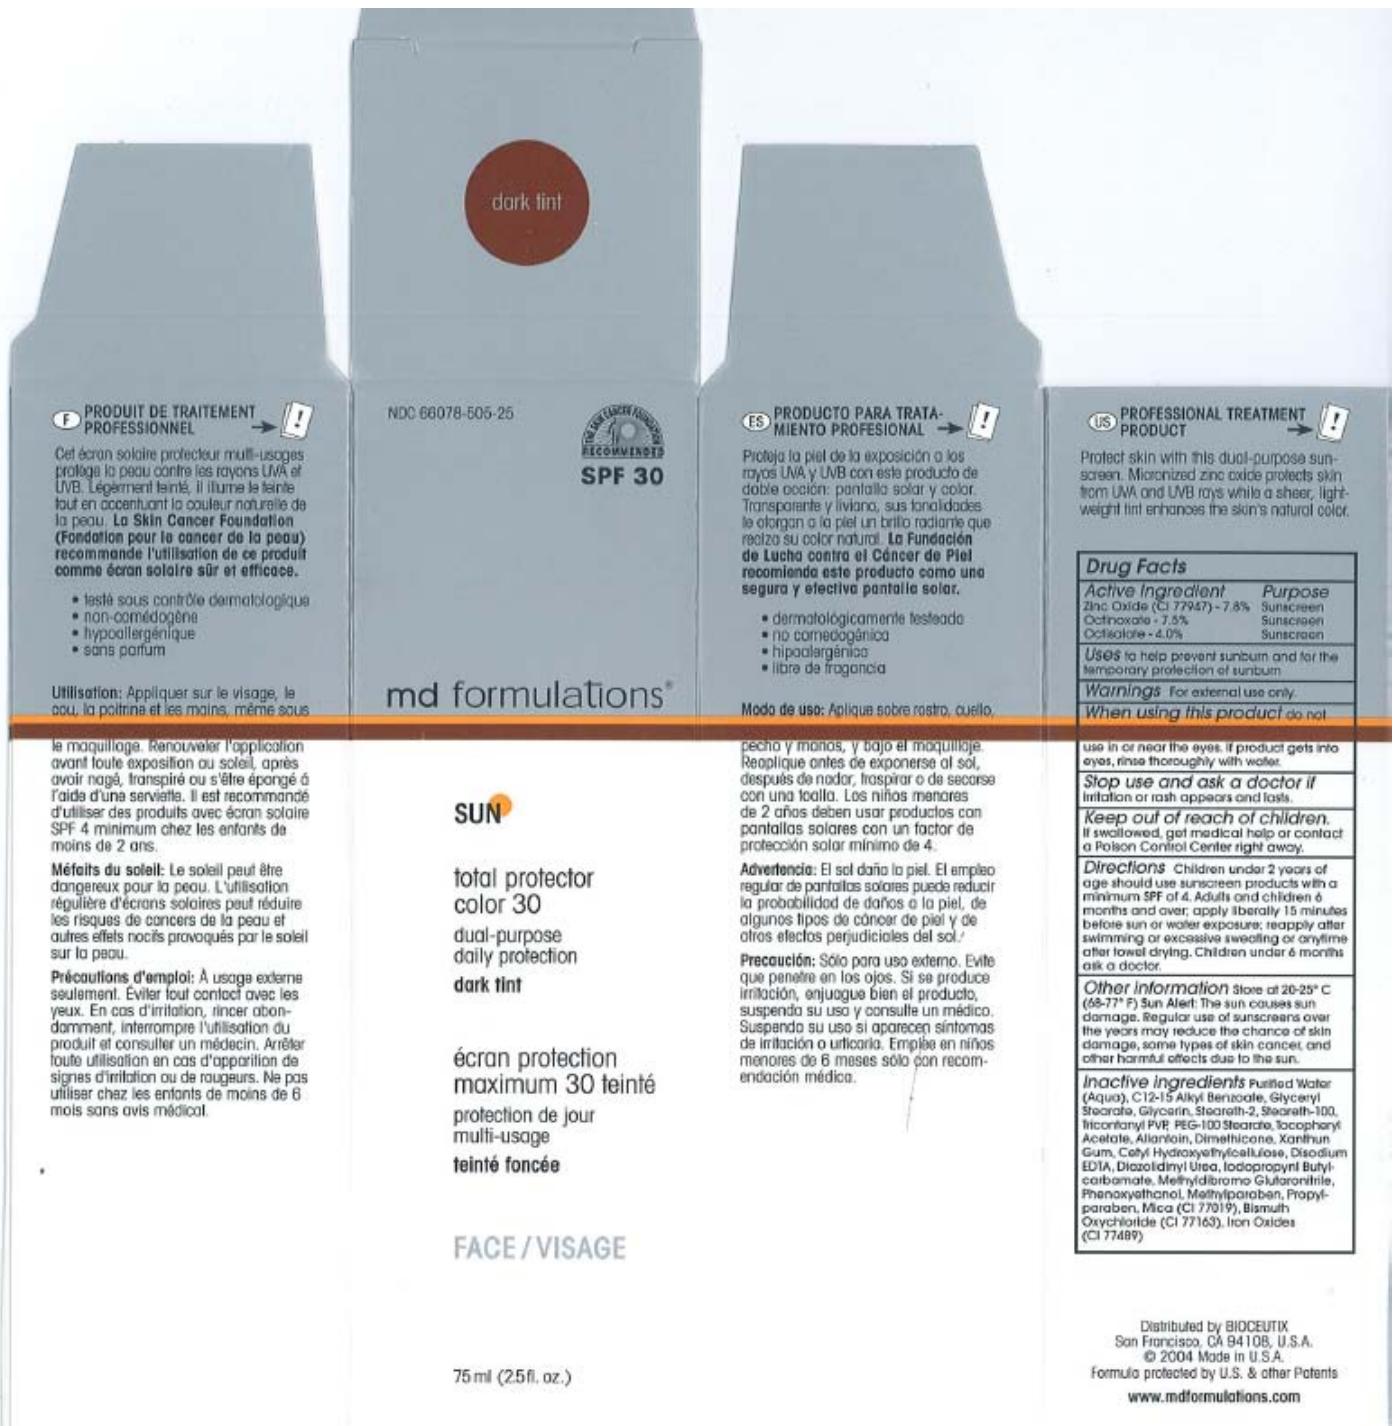 dark tint
F PRODUIT DE TRAITEMENT
PROFESSIONNEL
Cet écran solaire protecteur multi-usages
protège la peau contre les rayons UVA et
UVB. Légèrment teinté, il illume le teinte
tout en accentuant la couleur naturelle de
la peau. La Skin Cancer Foundation
(Fondation pour le cancer de la peau)
recommande l'utilisation de ce produit
comme écran solaire sûr et efficace.
• testé sous contrôle dermatologique
• non-comédogène
• hypoallergénique
• sans parfum
Utilisation: Appliquer sur le visage, le
cou, la poitrine et les mains, même sous
le maquillage. Renouveler l'application
avant toute exposition au soleil, après
avoir nagé, transpiré ou s'être épongé à
l'aide d'une serviette. Il est recommandé
d'utiliser des produits avec écran solaire
SPF 4 minimum chez les enfants de
moins de 2 ans.
Méfaits du soleil: Le soleil peut être
dangereux pour la peau. L'utilisation
régulière d'écrans solaires peut réduire
les risques de cancers de la peau et
autres effets nocifs provoqués par le soleil
sur la peau.
Précautions d'emploi: À usage externe
seulement. Éviter tout contact avec les
yeux. En cas d'irritation, rincer abon-
damment, interrompre l'utilisation du
produit et consulter un médecin. Arrêter
toute utilisation en cas d'apparition de
signes d'irritation ou de rougeurs. Ne pas
utiliser chez les enfants de moins de 6
mois sans avis médical.
NDC 66078-505-25
THE SKIN CANCER FOUNDATION
RECOMMENDED
SPF 30
md formulations®
SUN
total protector
color 30
dual-purpose
daily protection
dark tint
écran protection
maximum 30 teinté
protection de jour
multi-usage
teinté foncée
FACE/VISAGE
75 ml (2.5 fl. oz.)
ES PRODUCTO PARA TRATA-
MIENTO PROFESIONAL
Proteja la piel de la exposición a los
rayos UVA y UVB con este producto de
doble acción: pantalla solar y color.
Transparente y liviano, sus tonalidades
le otorgan a la piel un brillo radiante que
realza su color natural. La Fundación
de Lucha contra el Cáncer de Piel
recomienda este producto como una
segura y efectiva pantalla solar.
• dermatológicamente testeado
• no comedogénico
• hipoalergénico
• libre de fragancia
Modo de uso: Aplique sobre rostro, cuello,
pecho y manos, y bajo el maquillaje.
Reaplique antes de exponerse al sol,
después de nadar, traspirar o de secarse
con una toalla. Los niños menores
de 2 años deben usar productos con
pantallas solares con un factor de
protección solar mínimo de 4.
Advertencia: El sol daña la piel. El empleo
regular de pantallas solares puede reducir
la probabilidad de daños a la piel, de
algunos tipos de cáncer de piel y de
otros efectos perjudiciales del sol.
Precaución: Sólo para uso externo. Evite
que penetre en los ojos. Si se produce
irritación, enjuague bien el producto,
suspenda su uso y consulte un médico.
Suspenda su uso si aparecen síntomas
de irritación o urticaria. Emplée en niños
menores de 6 meses sólo con recom-
endación médica.
US PROFESSIONAL TREATMENT
PRODUCT
Protect skin with this dual-purpose sun-
screen. Micronized zinc oxide protects skin
from UVA and UVB rays while a sheer, light-
weight tint enhances the skin's natural color.
Drug Facts
Active Ingredient Purpose
Zinc Oxide (CI 77947) - 7.8% Sunscreen
Octinoxate - 7.5% Sunscreen
Octisalate - 4.0% Sunscreen
Uses to help prevent sunburn and for the
temporary protection of sunburn
Warnings For external use only.
When using this product do not
use in or near the eyes. If product gets into
eyes, rinse thoroughly with water.
Stop use and ask a doctor if
irritation or rash appears and lasts.
Keep out of reach of children.
If swallowed, get medical help or contact
a Poison Control Center right away.
Directions Children under 2 years of
age should use sunscreen products with a
minimum SPF of 4. Adults and children 6
months and over; apply liberally 15 minutes
before sun or water exposure; reapply after
swimming or excessive sweating or anytime
after towel drying. Children under 6 months
ask a doctor.
Other information Store at 20-25° C
(68-77° F) Sun Alert: The sun causes sun
damage. Regular use of sunscreens over
the years may reduce the chance of skin
damage, some types of skin cancer, and
other harmful effects due to the sun.
Inactive ingredients Purified Water
(Aqua), C12-15 Alkyl Benzoate, Glyceryl
Stearate, Glycerin, Steareth-2, Steareth-100,
Tricontanyl PVP, PEG-100 Stearate, Tocopheryl
Acetate, Allantoin, Dimethicone, Xanthun
Gum, Cetyl Hydroxyethylcellulose, Disodium
EDTA, Diazolidinyl Urea, Iodopropynl Butyl-
carbamate, Methyldibromo Glutaronitrile,
Phenoxyethanol, Methylparaben, Propyl-
paraben, Mica (CI 77019), Bismuth
Oxychloride (CI 77163), Iron Oxides
(CI 77489)
Distributed by BIOCEUTIX
San Francisco, CA 94108, U.S.A.
© 2004 Made in U.S.A.
Formula protected by U.S. & other Patents
www.mdformulations.com